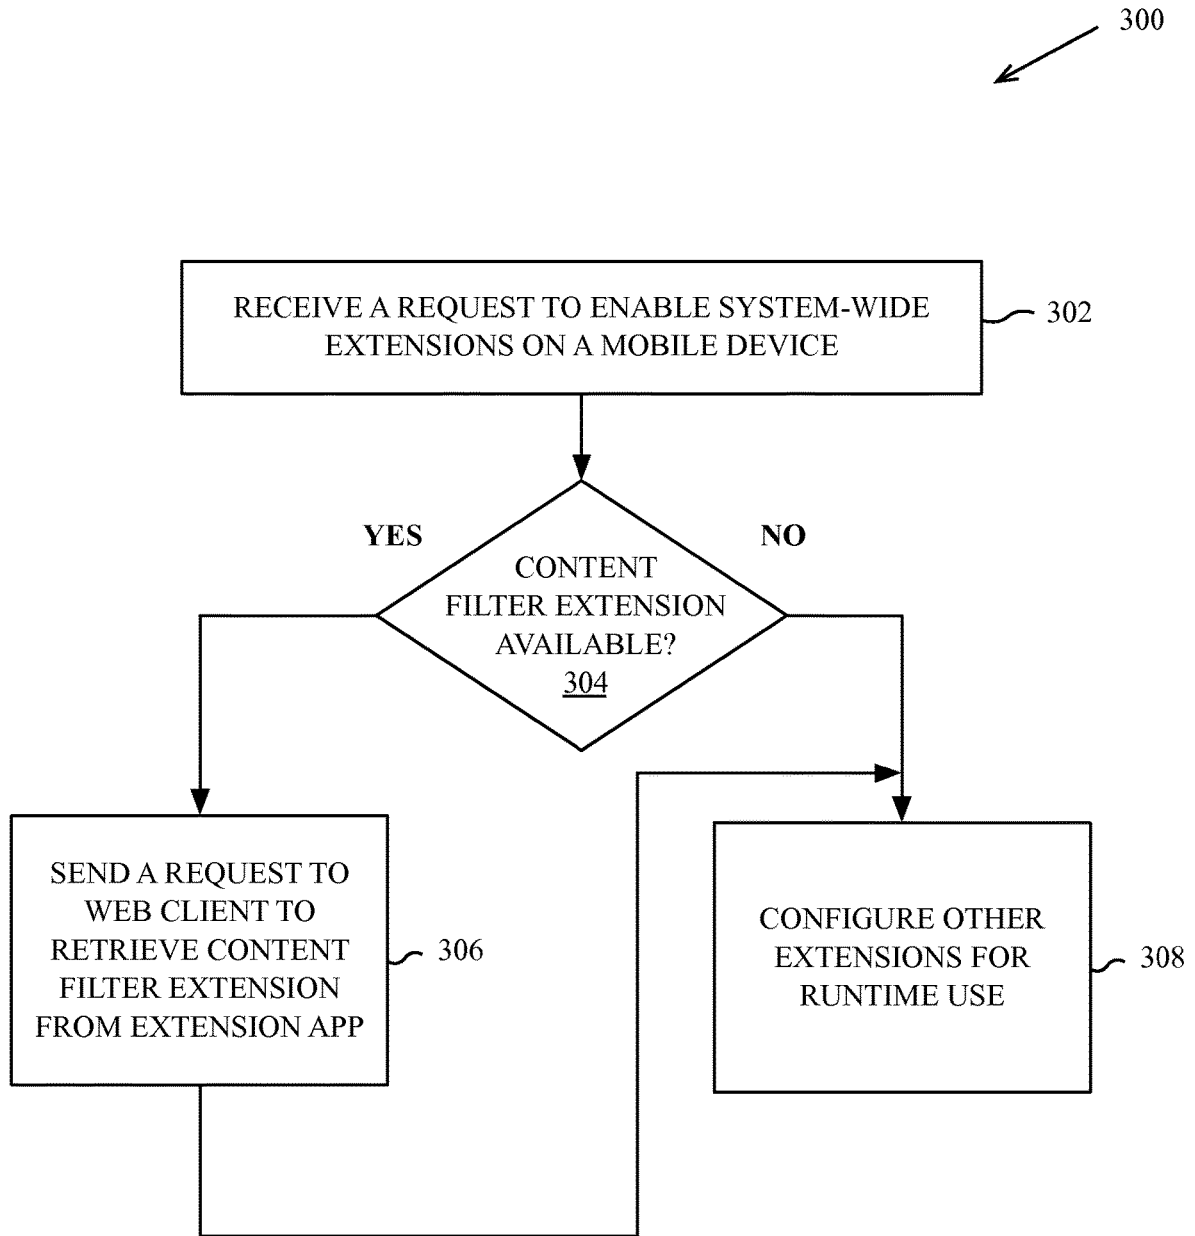 300
RECEIVE A REQUEST TO ENABLE SYSTEM-WIDE
EXTENSIONS ON A MOBILE DEVICE
302
YES
NO
CONTENT
FILTER EXTENSION
AVAILABLE?
304
SEND A REQUEST TO
WEB CLIENT TO
RETRIEVE CONTENT
FILTER EXTENSION
FROM EXTENSION APP
306
CONFIGURE OTHER
EXTENSIONS FOR
RUNTIME USE
308